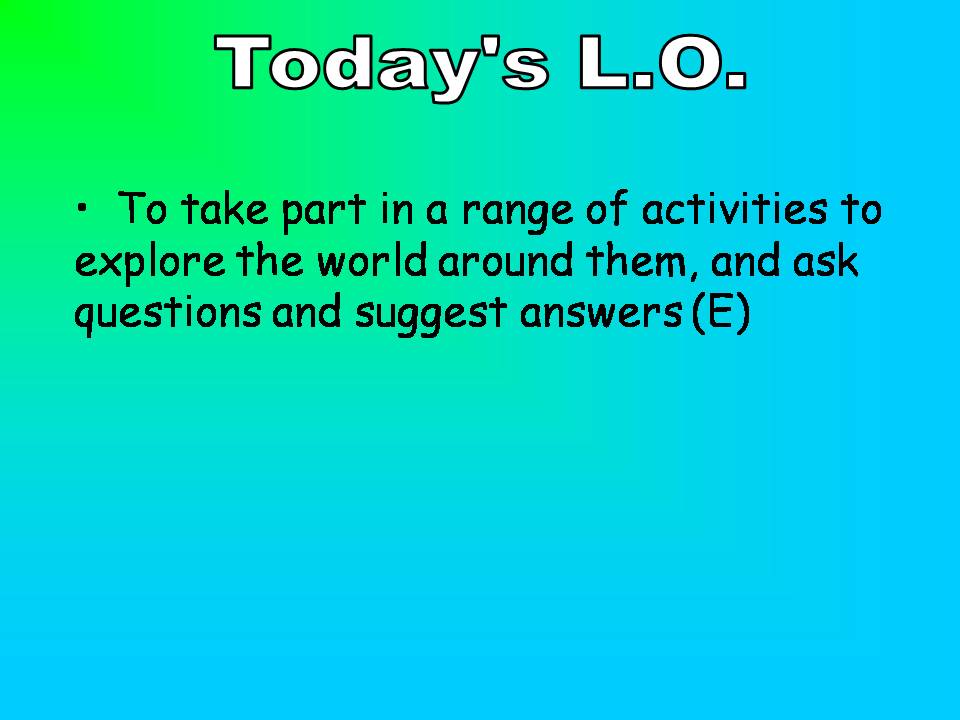 Today's L.O.
• To take part in a range of activities to
explore the world around them, and ask
questions and suggest answers (E)